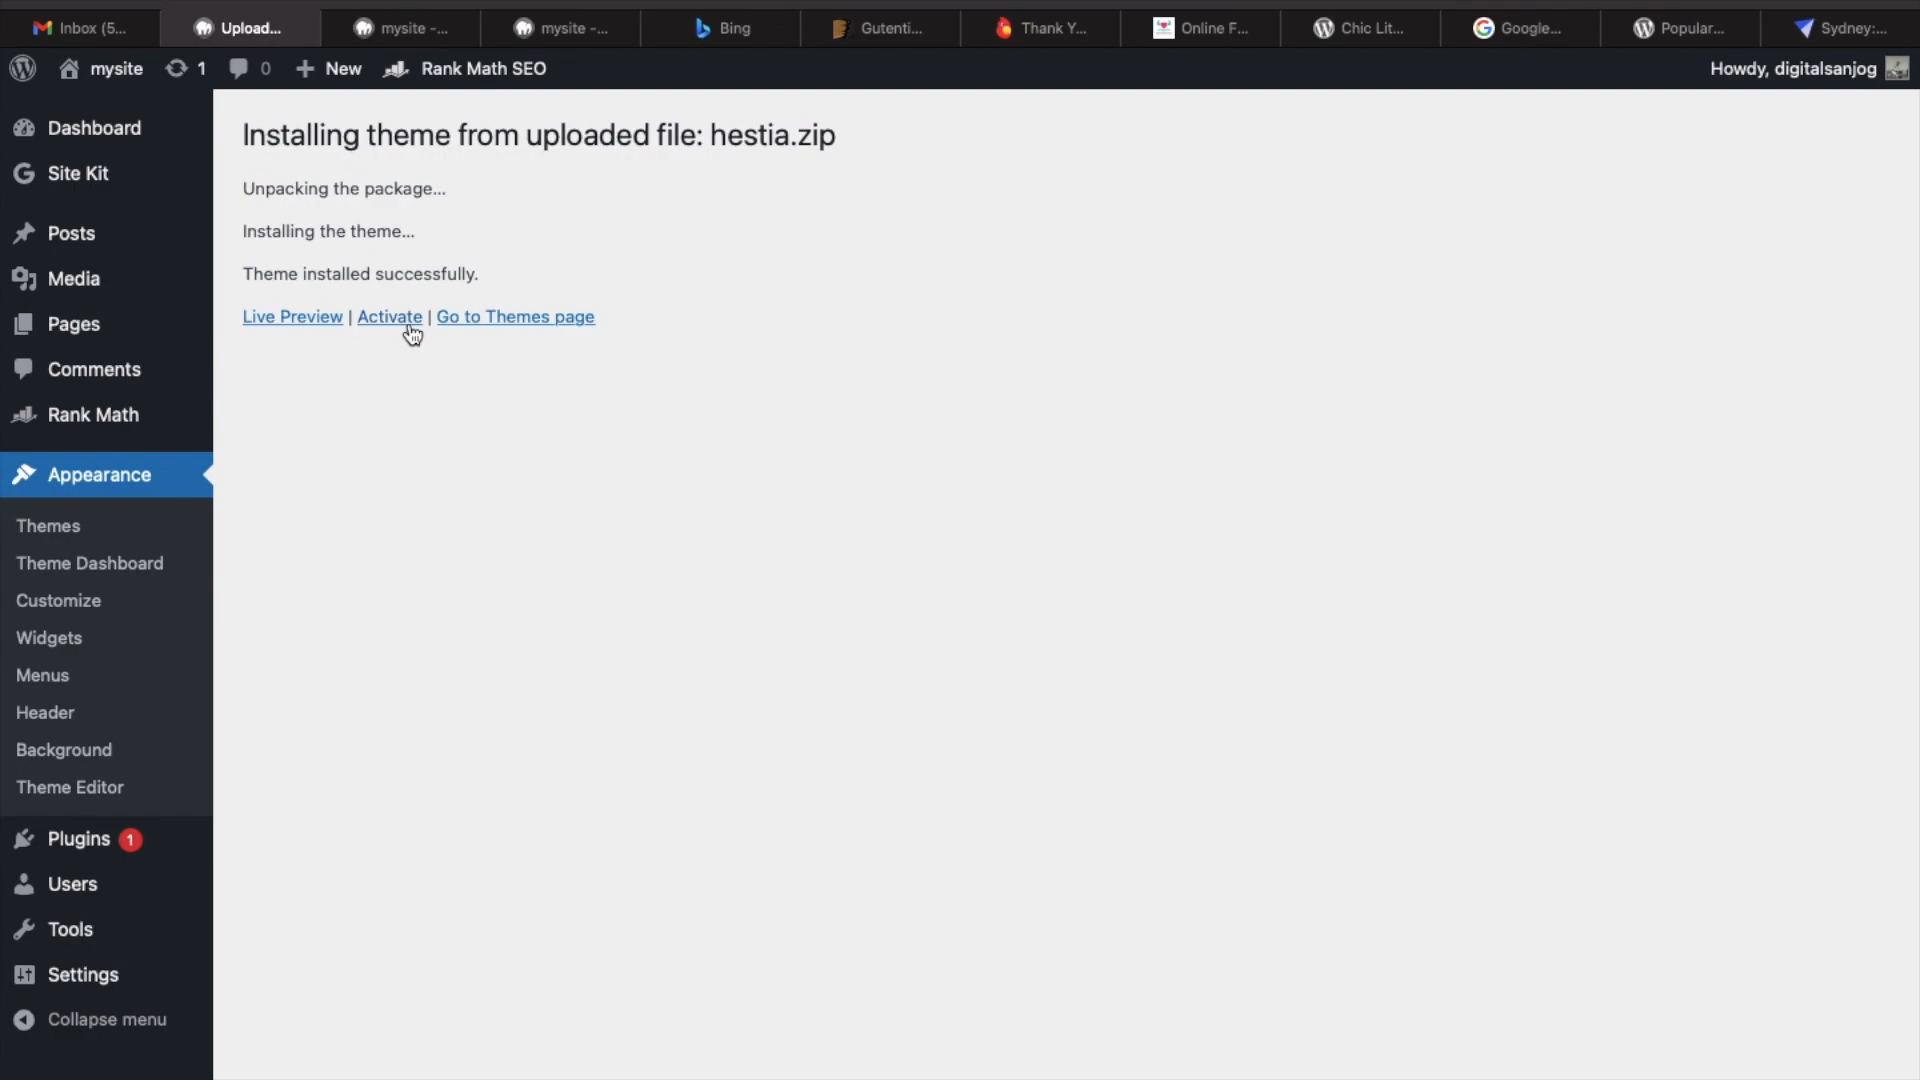 Inbox (5...
Upload...
mysite -...
mysite -...
Bing
Gutenti...
Thank Y...
Online F...
Chic Lit...
Google...
Popular...
Sydney:...
mysite
1
0
New
Rank Math SEO
Howdy, digitalsanjog
Dashboard
Site Kit
Posts
Media
Pages
Comments
Rank Math
Appearance
Themes
Theme Dashboard
Customize
Widgets
Menus
Header
Background
Theme Editor
Plugins 1
Users
Tools
Settings
Collapse menu
Installing theme from uploaded file: hestia.zip
Unpacking the package...
Installing the theme...
Theme installed successfully.
Live Preview | Activate | Go to Themes page